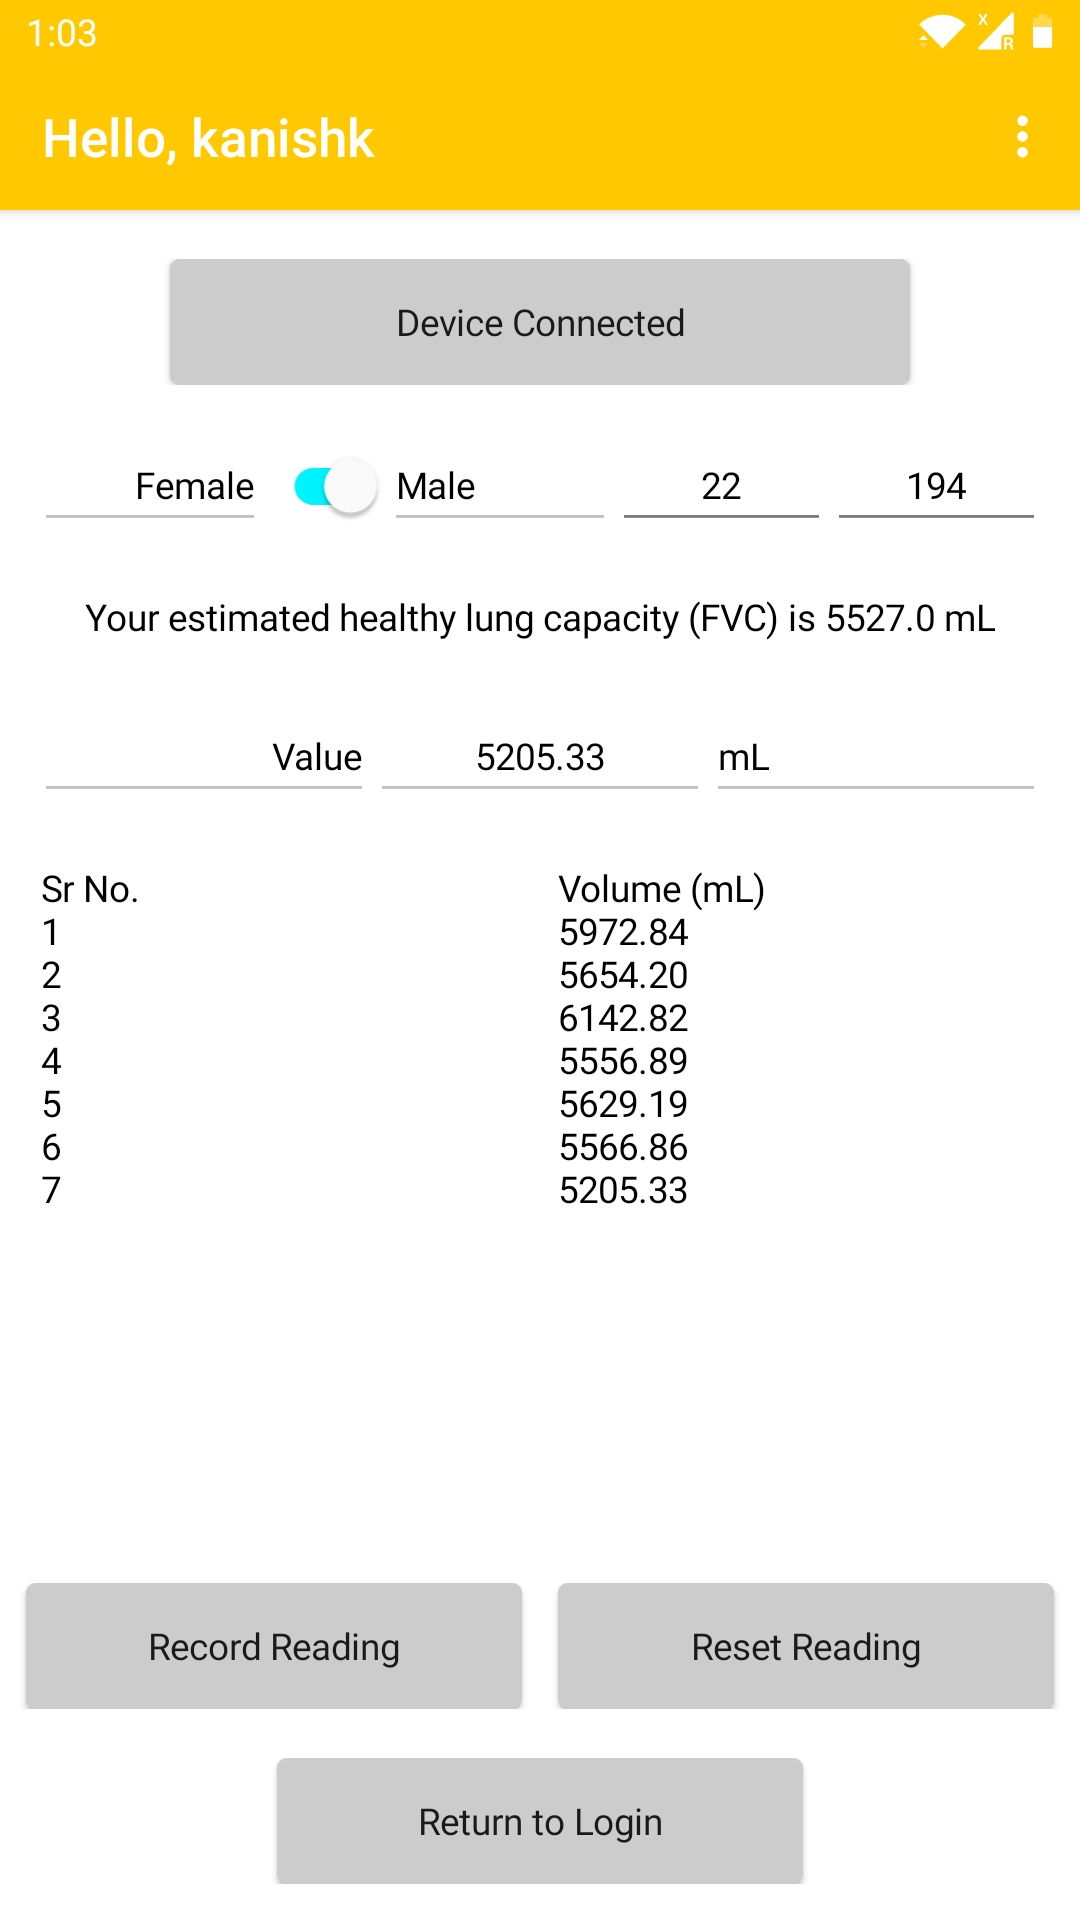 1:03
Hello, kanishk
Device Connected
Female Male 22 194
Your estimated healthy lung capacity (FVC) is 5527.0 mL
Value 5205.33 mL
Sr No. Volume (mL)
1 5972.84
2 5654.20
3 6142.82
4 5556.89
5 5629.19
6 5566.86
7 5205.33
Record Reading Reset Reading
Return to Login